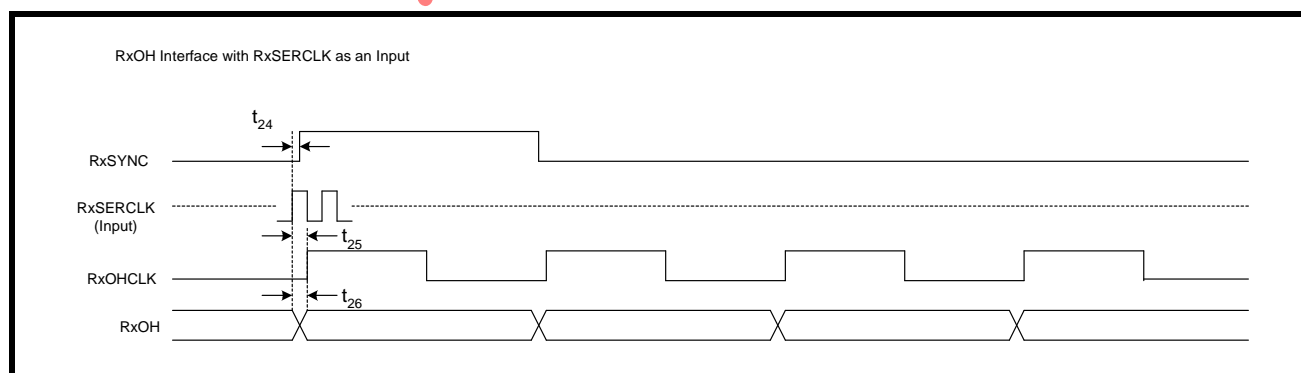 RxOH Interface with RxSERCLK as an Input
t24
RxSYNC
RxSERCLK
(Input)
t25
RxOHCLK
t26
RxOH